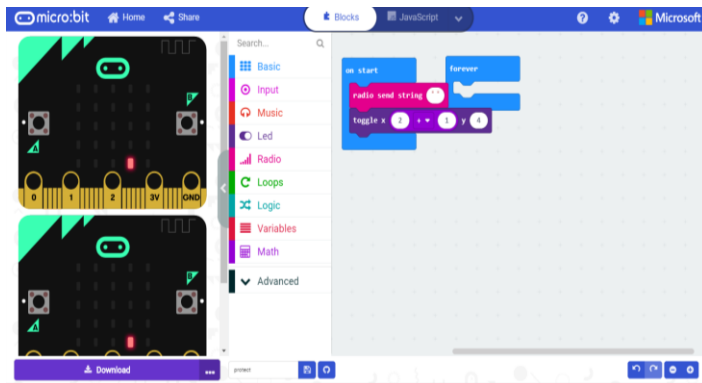 micro:bit Home Share Blocks JavaScript ? Microsoft
Search...
Basic
Input
Music
Led
Radio
Loops
Logic
Variables
Math
Advanced
B
A
0 1 2 3V GND
B
A
on start
radio send string " "
toggle x 2 + 1 y 4
forever
Download ...